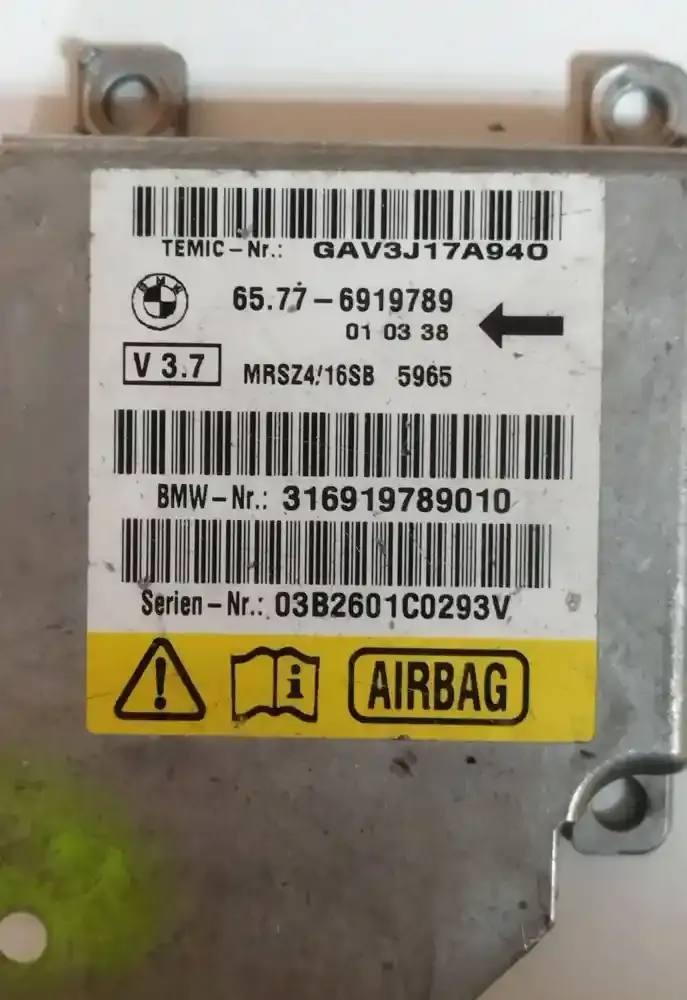 TEMIC-Nr.: GAV3J17A940
BMW
65.77-6919789
01 03 38
V 3.7
MRSZ4/16SB 5965
BMW-Nr.: 316919789010
Serien-Nr.: 03B2601C0293V
! i AIRBAG